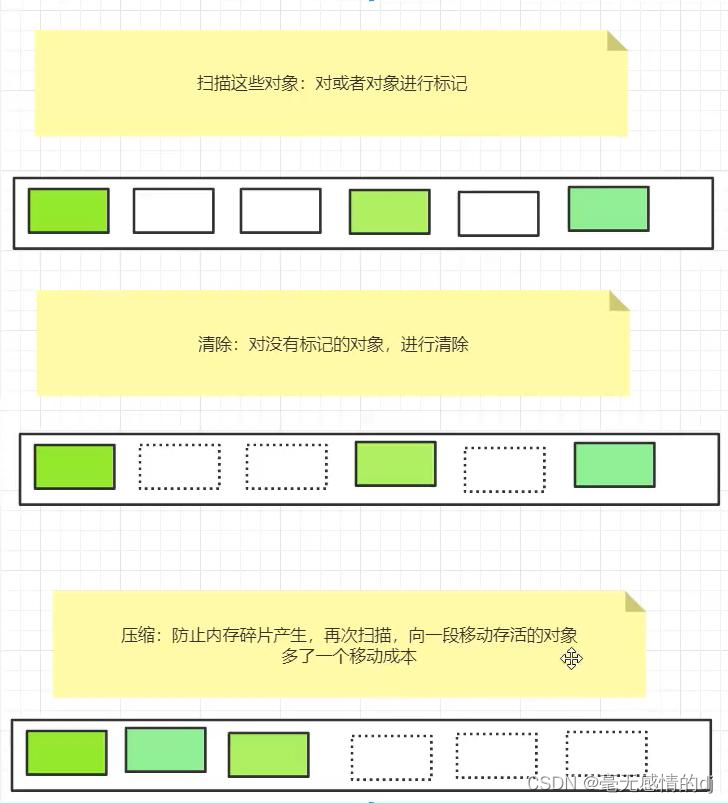 扫描这些对象：对或者对象进行标记
清除：对没有标记的对象，进行清除
压缩：防止内存碎片产生，再次扫描，向一段移动存活的对象
多了一个移动成本
CSDN @毫无感情的dj